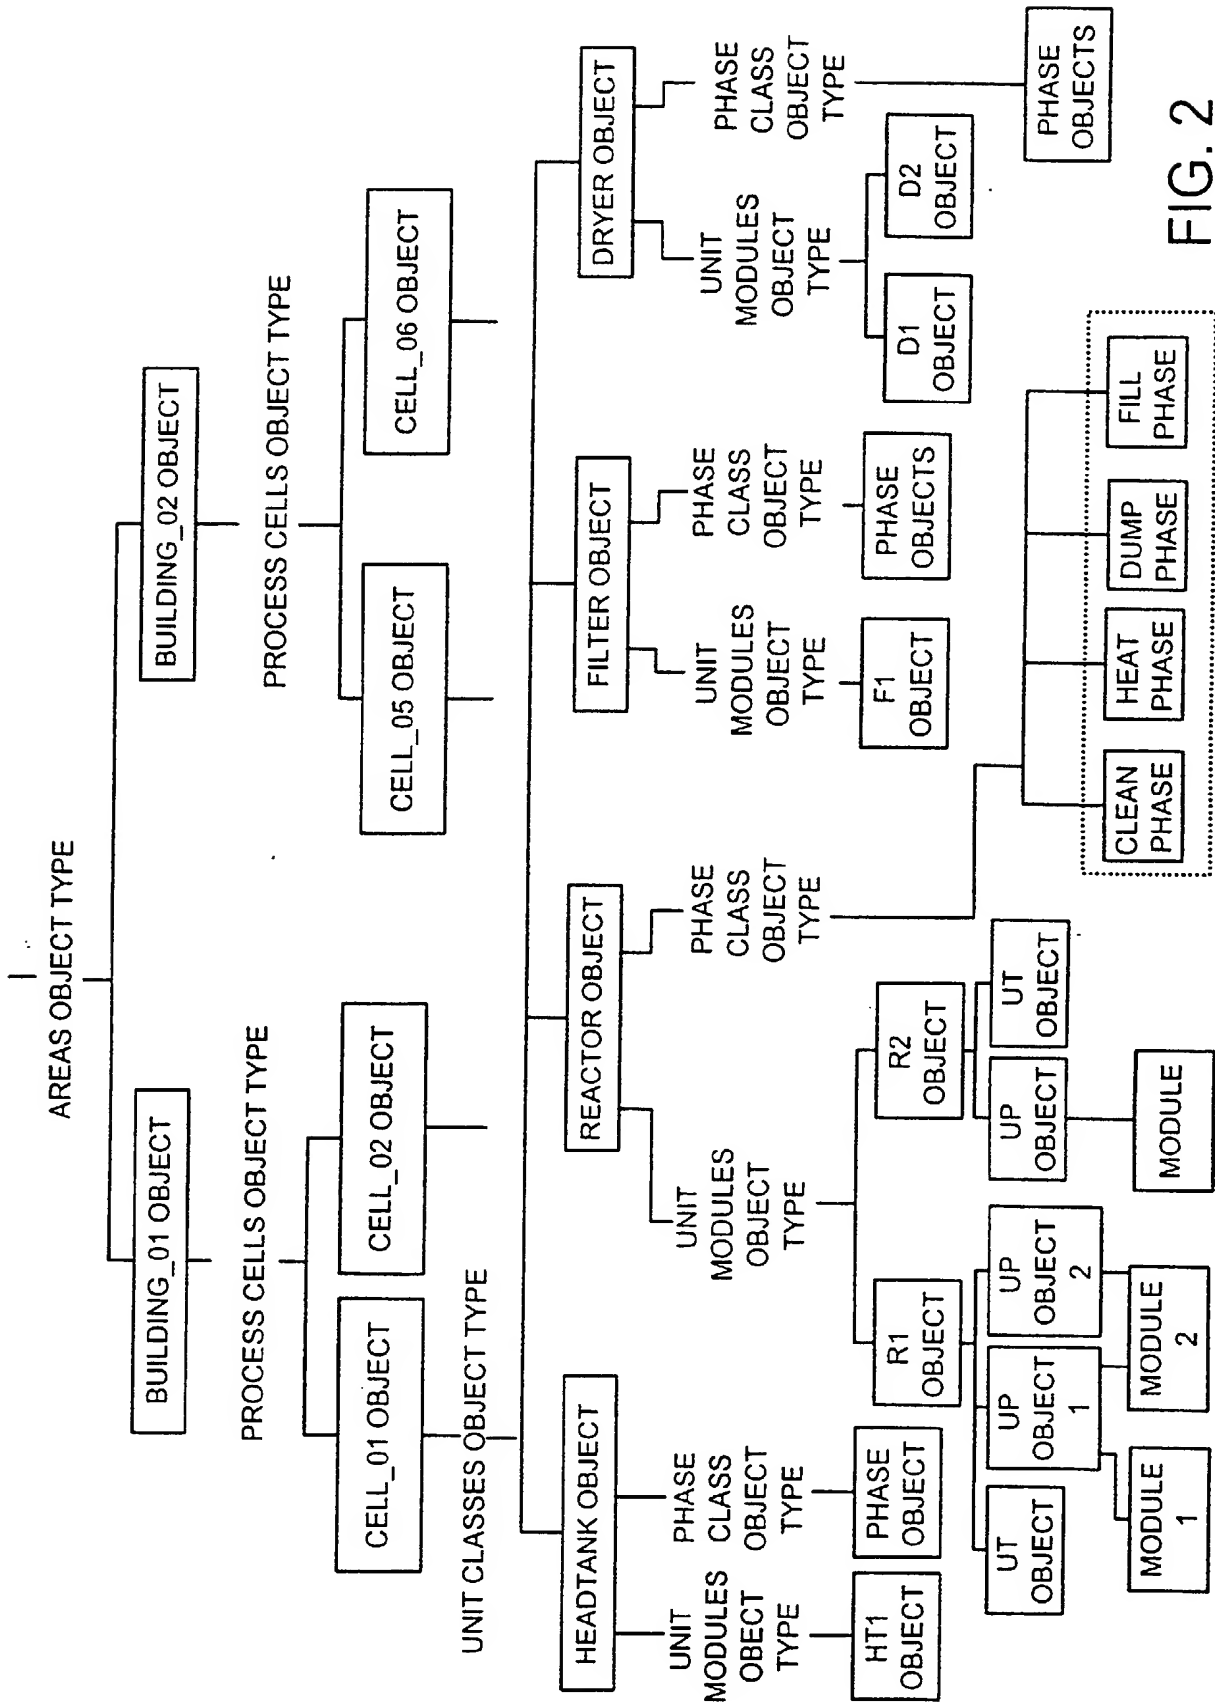 AREAS OBJECT TYPE
BUILDING_01 OBJECT
BUILDING_02 OBJECT
PROCESS CELLS OBJECT TYPE
PROCESS CELLS OBJECT TYPE
CELL_01 OBJECT
CELL_02 OBJECT
CELL_05 OBJECT
CELL_06 OBJECT
UNIT CLASSES OBJECT TYPE
HEADTANK OBJECT
REACTOR OBJECT
FILTER OBJECT
DRYER OBJECT
UNIT
MODULES
OBECT
TYPE
PHASE
CLASS
OBJECT
TYPE
UNIT
MODULES
OBJECT
TYPE
PHASE
CLASS
OBJECT
TYPE
UNIT
MODULES
OBJECT
TYPE
PHASE
CLASS
OBJECT
TYPE
UNIT
MODULES
OBJECT
TYPE
PHASE
CLASS
OBJECT
TYPE
HT1
OBJECT
PHASE
OBJECT
R1
OBJECT
R2
OBJECT
F1
OBJECT
PHASE
OBJECTS
D1
OBJECT
D2
OBJECT
UT
OBJECT
UP
OBJECT
1
UP
OBJECT
2
UP
OBJECT
UT
OBJECT
PHASE
OBJECTS
MODULE
1
MODULE
2
MODULE
CLEAN
PHASE
HEAT
PHASE
DUMP
PHASE
FILL
PHASE
FIG. 2